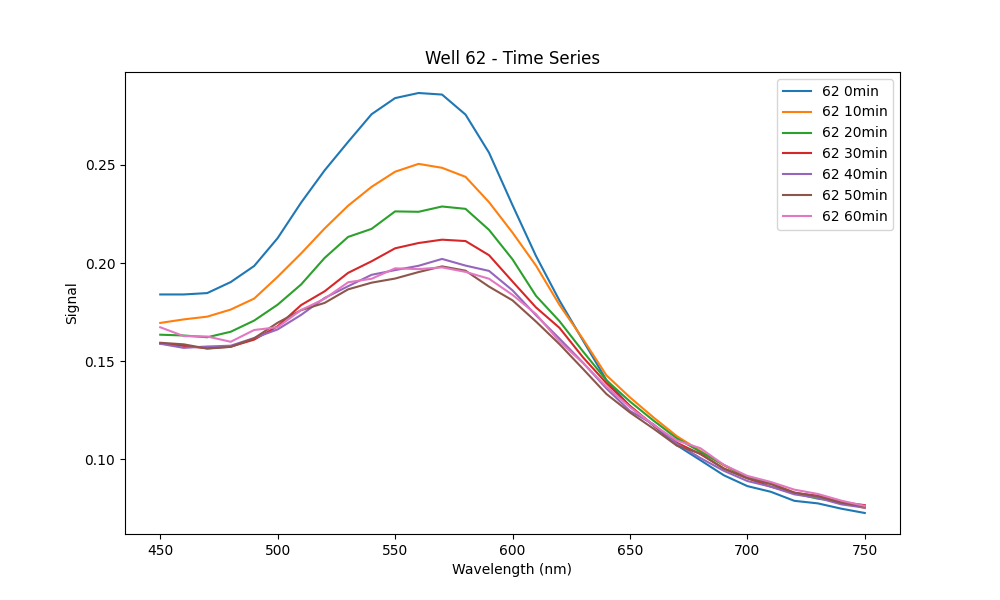 Well 62 - Time Series
62 0min
62 10min
62 20min
62 30min
62 40min
62 50min
62 60min
0.25
0.20
0.15
0.10
Signal
450 500 550 600 650 700 750
Wavelength (nm)